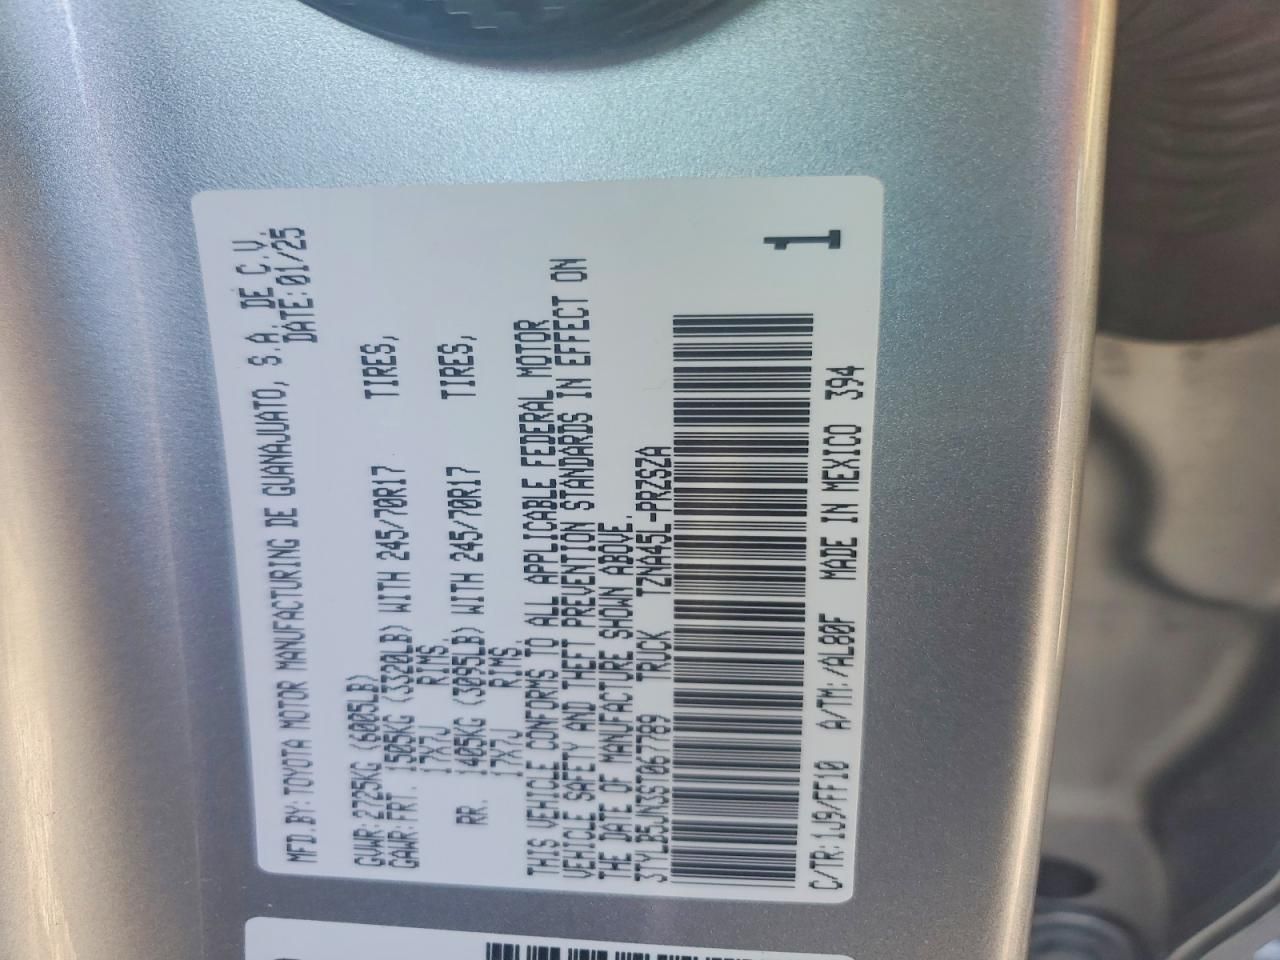 MFD.BY:TOYOTA MOTOR MANUFACTURING DE GUANAJUATO, S.A. DE C.V.
DATE:01/25
GVWR:2725KG (6005LB)
GAWR:FRT. 1505KG (3320LB) WITH 245/70R17 TIRES,
17X7J RIMS,
RR. 1405KG (3095LB) WITH 245/70R17 TIRES,
17X7J RIMS.
THIS VEHICLE CONFORMS TO ALL APPLICABLE FEDERAL MOTOR
VEHICLE SAFETY AND THEFT PREVENTION STANDARDS IN EFFECT ON
THE DATE OF MANUFACTURE SHOWN ABOVE.
3TYLB5JN3ST067789 TRUCK TZNA45L-PRZSZA
1
C/TR:1J9/FF10 A/TM:/AL80F MADE IN MEXICO 394